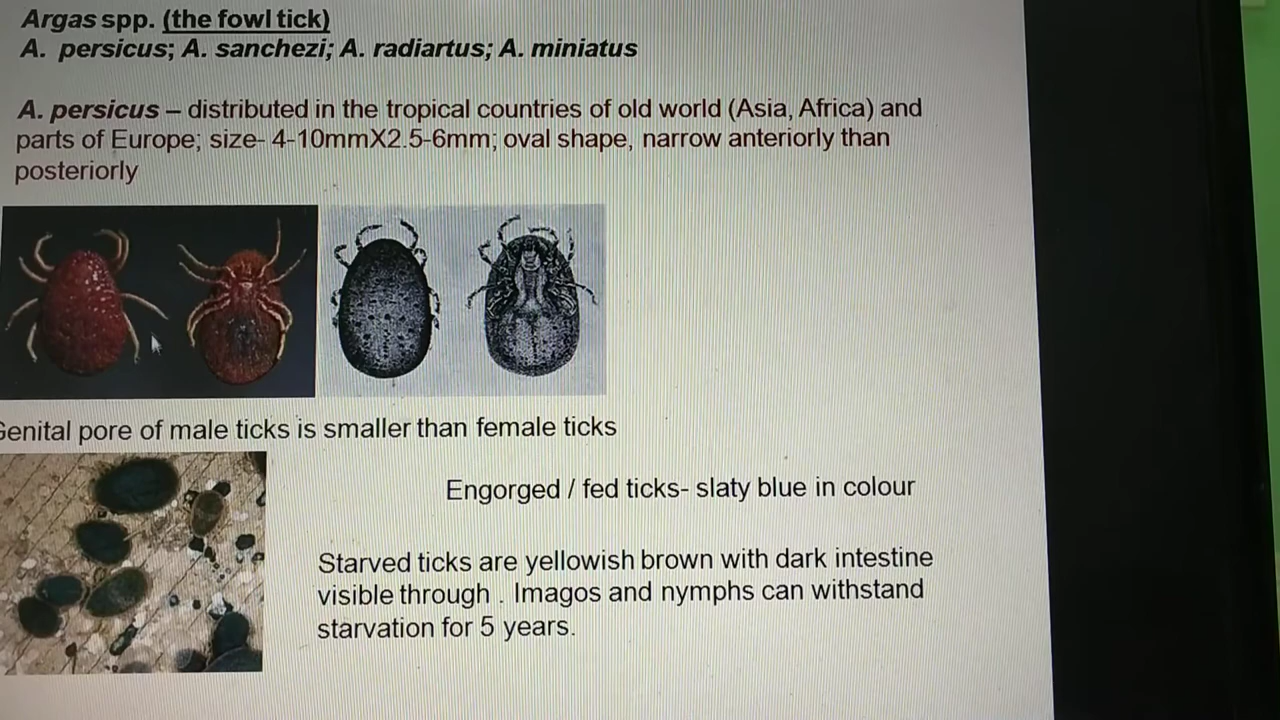 Argas spp. (the fowl tick)
A. persicus; A. sanchezi; A. radiartus; A. miniatus
A. persicus – distributed in the tropical countries of old world (Asia, Africa) and
parts of Europe; size- 4-10mmX2.5-6mm; oval shape, narrow anteriorly than
posteriorly
Genital pore of male ticks is smaller than female ticks
Engorged / fed ticks- slaty blue in colour
Starved ticks are yellowish brown with dark intestine
visible through . Imagos and nymphs can withstand
starvation for 5 years.